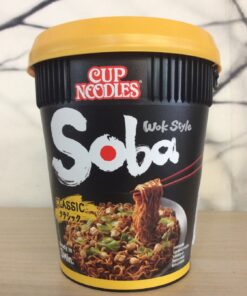 CUP
NOODLES
Wok Style
Soba
CLASSIC
クラシック